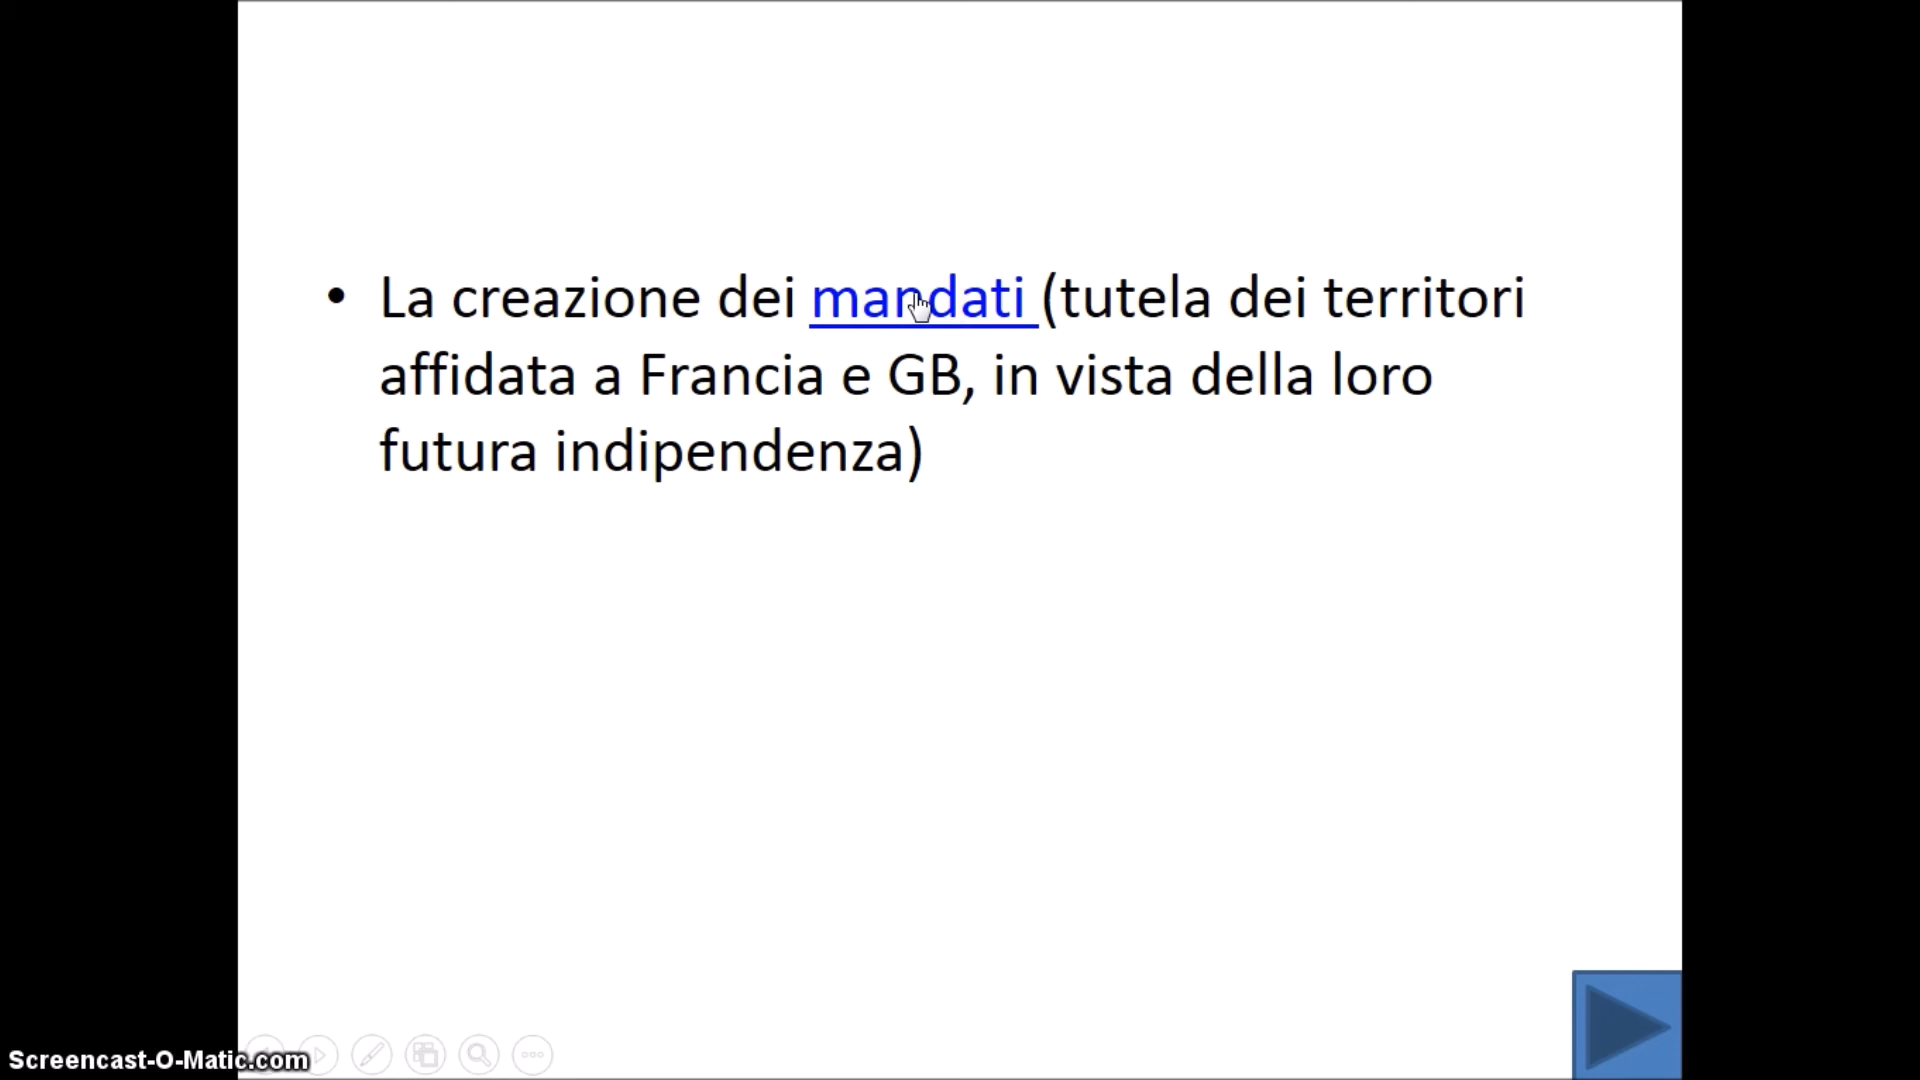 • La creazione dei mandati (tutela dei territori
affidata a Francia e GB, in vista della loro
futura indipendenza)
Screencast-O-Matic.com